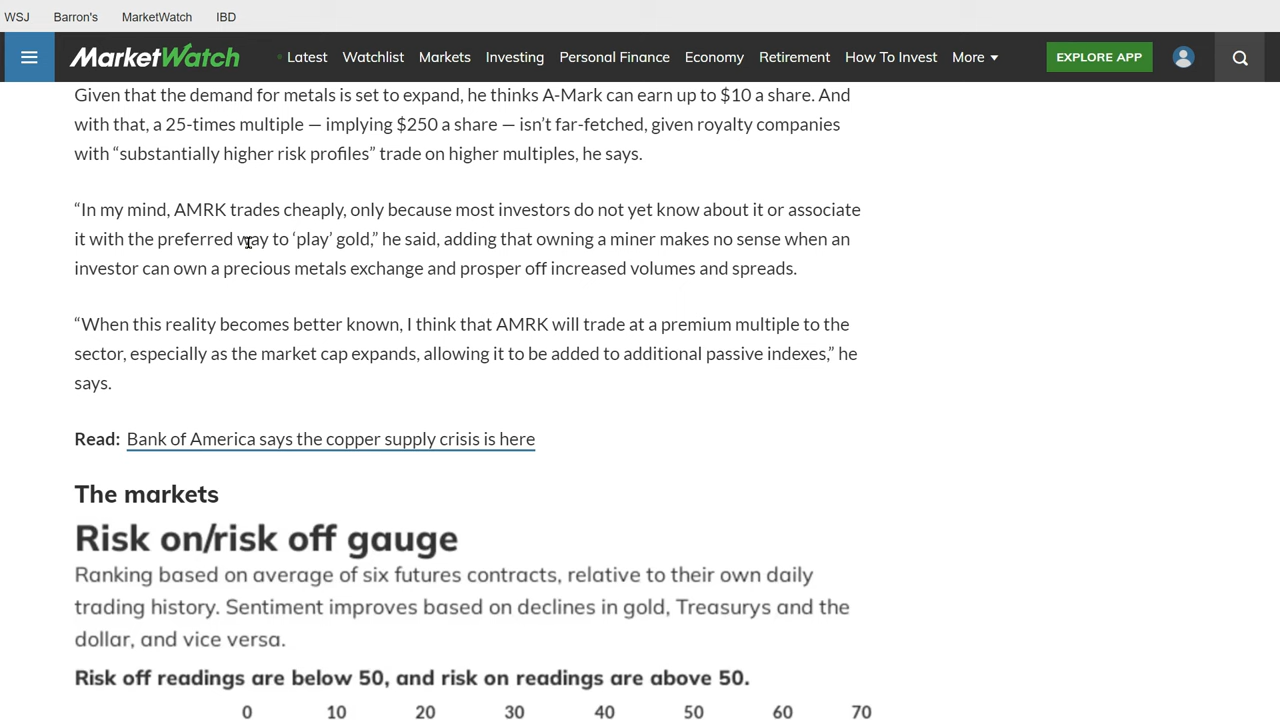 WSJ Barron's MarketWatch IBD
MarketWatch Latest Watchlist Markets Investing Personal Finance Economy Retirement How To Invest More EXPLORE APP
Given that the demand for metals is set to expand, he thinks A-Mark can earn up to $10 a share. And
with that, a 25-times multiple — implying $250 a share — isn’t far-fetched, given royalty companies
with “substantially higher risk profiles” trade on higher multiples, he says.
“In my mind, AMRK trades cheaply, only because most investors do not yet know about it or associate
it with the preferred way to ‘play’ gold,” he said, adding that owning a miner makes no sense when an
investor can own a precious metals exchange and prosper off increased volumes and spreads.
“When this reality becomes better known, I think that AMRK will trade at a premium multiple to the
sector, especially as the market cap expands, allowing it to be added to additional passive indexes,” he
says.
Read: Bank of America says the copper supply crisis is here
The markets
Risk on/risk off gauge
Ranking based on average of six futures contracts, relative to their own daily
trading history. Sentiment improves based on declines in gold, Treasurys and the
dollar, and vice versa.
Risk off readings are below 50, and risk on readings are above 50.
0 10 20 30 40 50 60 70